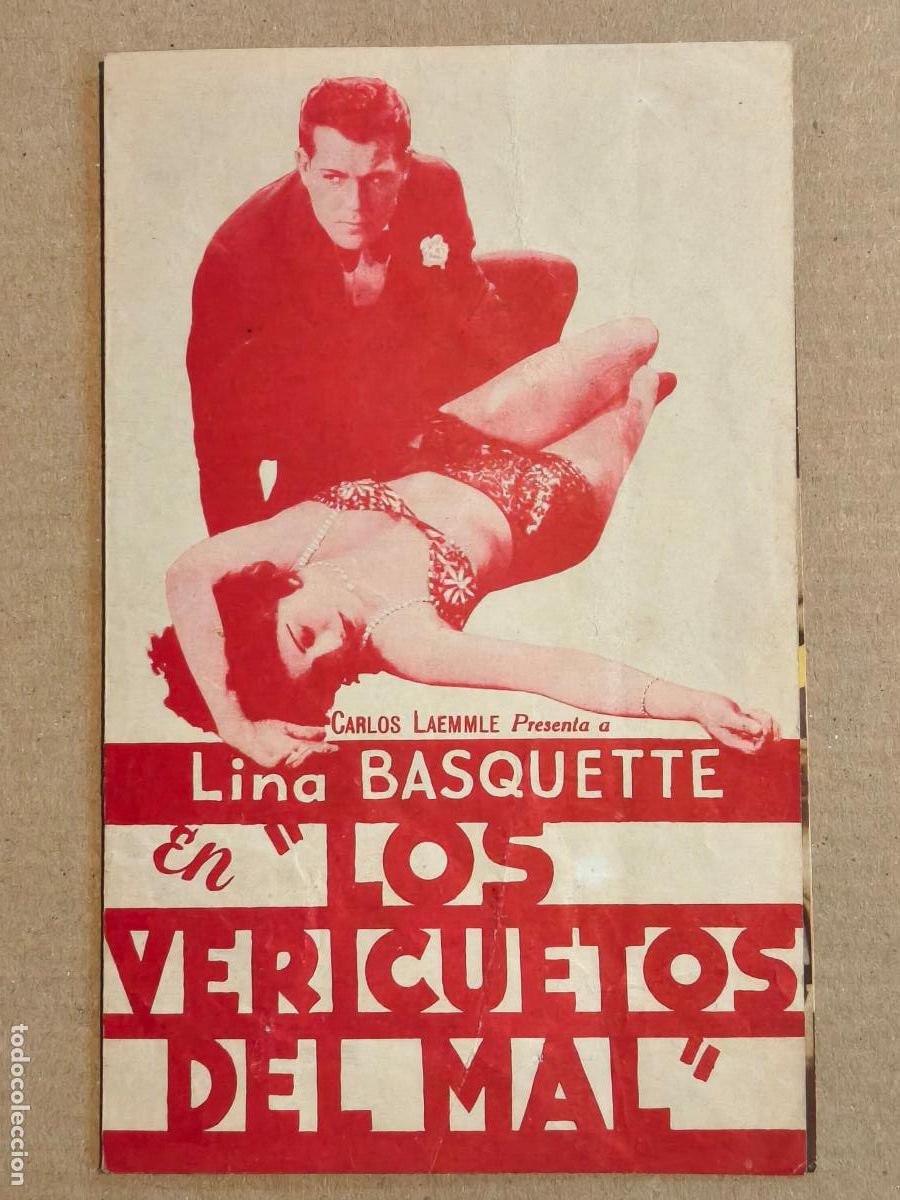 CARLOS LAEMMLE Presenta a
Lina BASQUETTE
En "LOS
VERICUETOS
DEL MAL"
todocoleccion